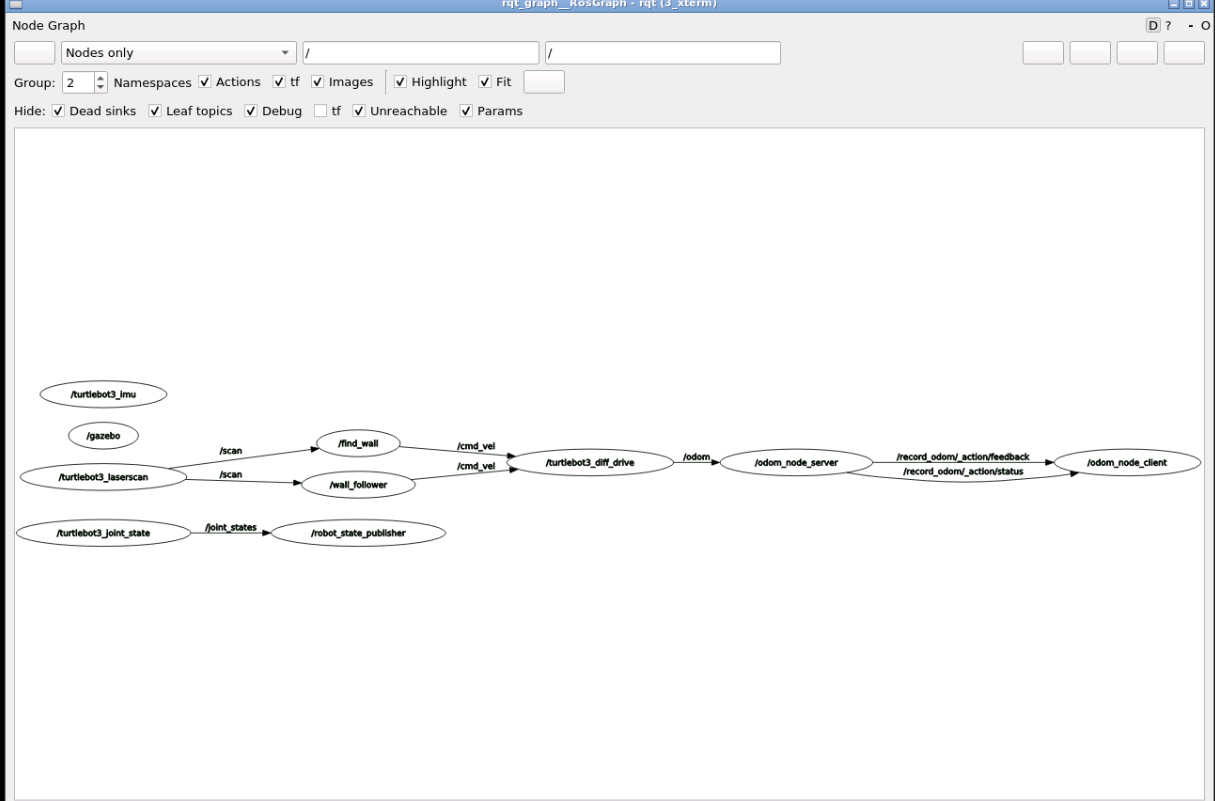 rqt_graph__RosGraph - rqt (3_xterm)
Node Graph D ? - O
Nodes only / /
Group: 2 Namespaces Actions tf Images Highlight Fit
Hide: Dead sinks Leaf topics Debug tf Unreachable Params
/turtlebot3_imu
/gazebo
/turtlebot3_laserscan
/scan
/scan
/find_wall
/wall_follower
/cmd_vel
/cmd_vel
/turtlebot3_diff_drive
/odom
/odom_node_server
/record_odom/_action/feedback
/record_odom/_action/status
/odom_node_client
/turtlebot3_joint_state
/joint_states
/robot_state_publisher